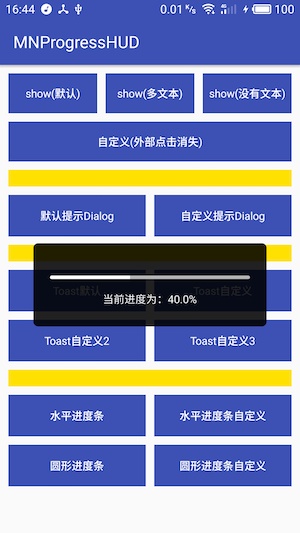 16:44 0.01 K/s 100
MNProgressHUD
show(默认) show(多文本) show(没有文本)
自定义(外部点击消失)
默认提示Dialog 自定义提示Dialog
Toast默认 Toast自定义
当前进度为：40.0%
Toast自定义2 Toast自定义3
水平进度条 水平进度条自定义
圆形进度条 圆形进度条自定义